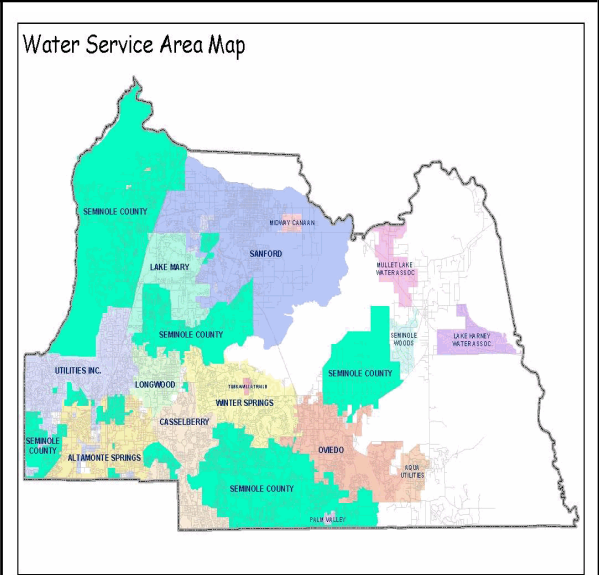 Water Service Area Map
SEMINOLE COUNTY
MIDWAY CANAAN
SANFORD
LAKE MARY
MULLET LAKE
WATER ASSOC
SEMINOLE COUNTY
SEMINOLE
WOODS
LAKE HARNEY
WATER ASSOC.
UTILITIES INC.
SEMINOLE COUNTY
LONGWOOD
WINTER SPRINGS
CASSELBERRY
SEMINOLE
COUNTY
ALTAMONTE SPRINGS
OVIEDO
AQUA
UTILITIES
SEMINOLE COUNTY
PALM VALLEY